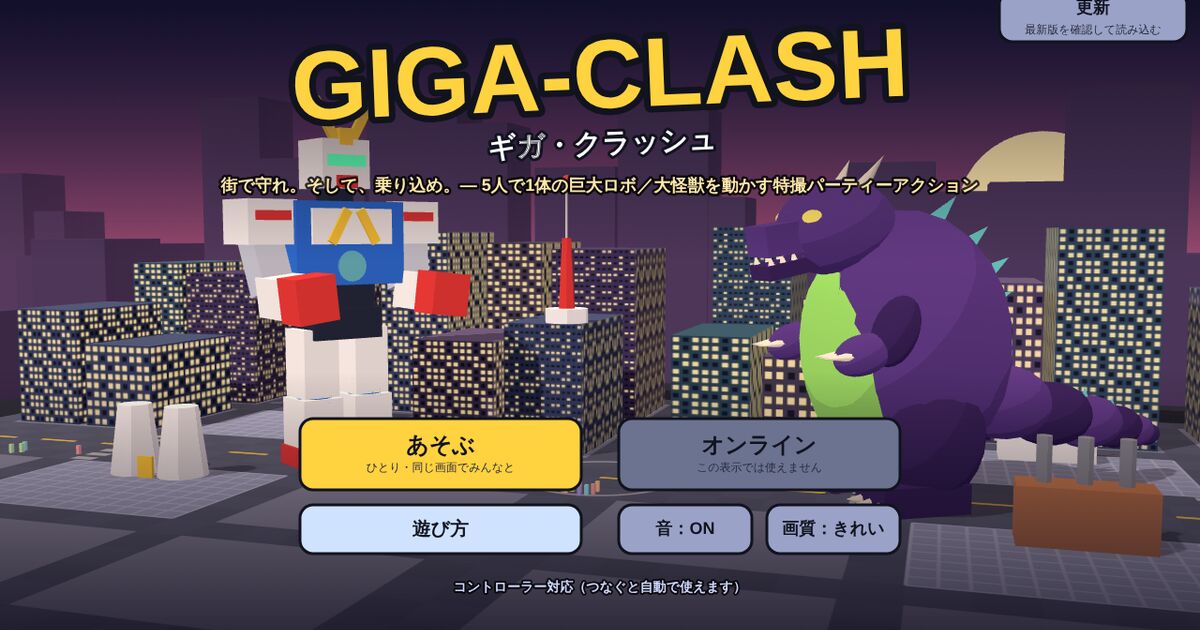 更新
最新版を確認して読み込む
GIGA-CLASH
ギガ・クラッシュ
街で守れ。そして、乗り込め。— 5人で1体の巨大ロボ／大怪獣を動かす特撮パーティーアクション
あそぶ
ひとり・同じ画面でみんなと
オンライン
この表示では使えません
遊び方
音：ON
画質：きれい
コントローラー対応（つなぐと自動で使えます）